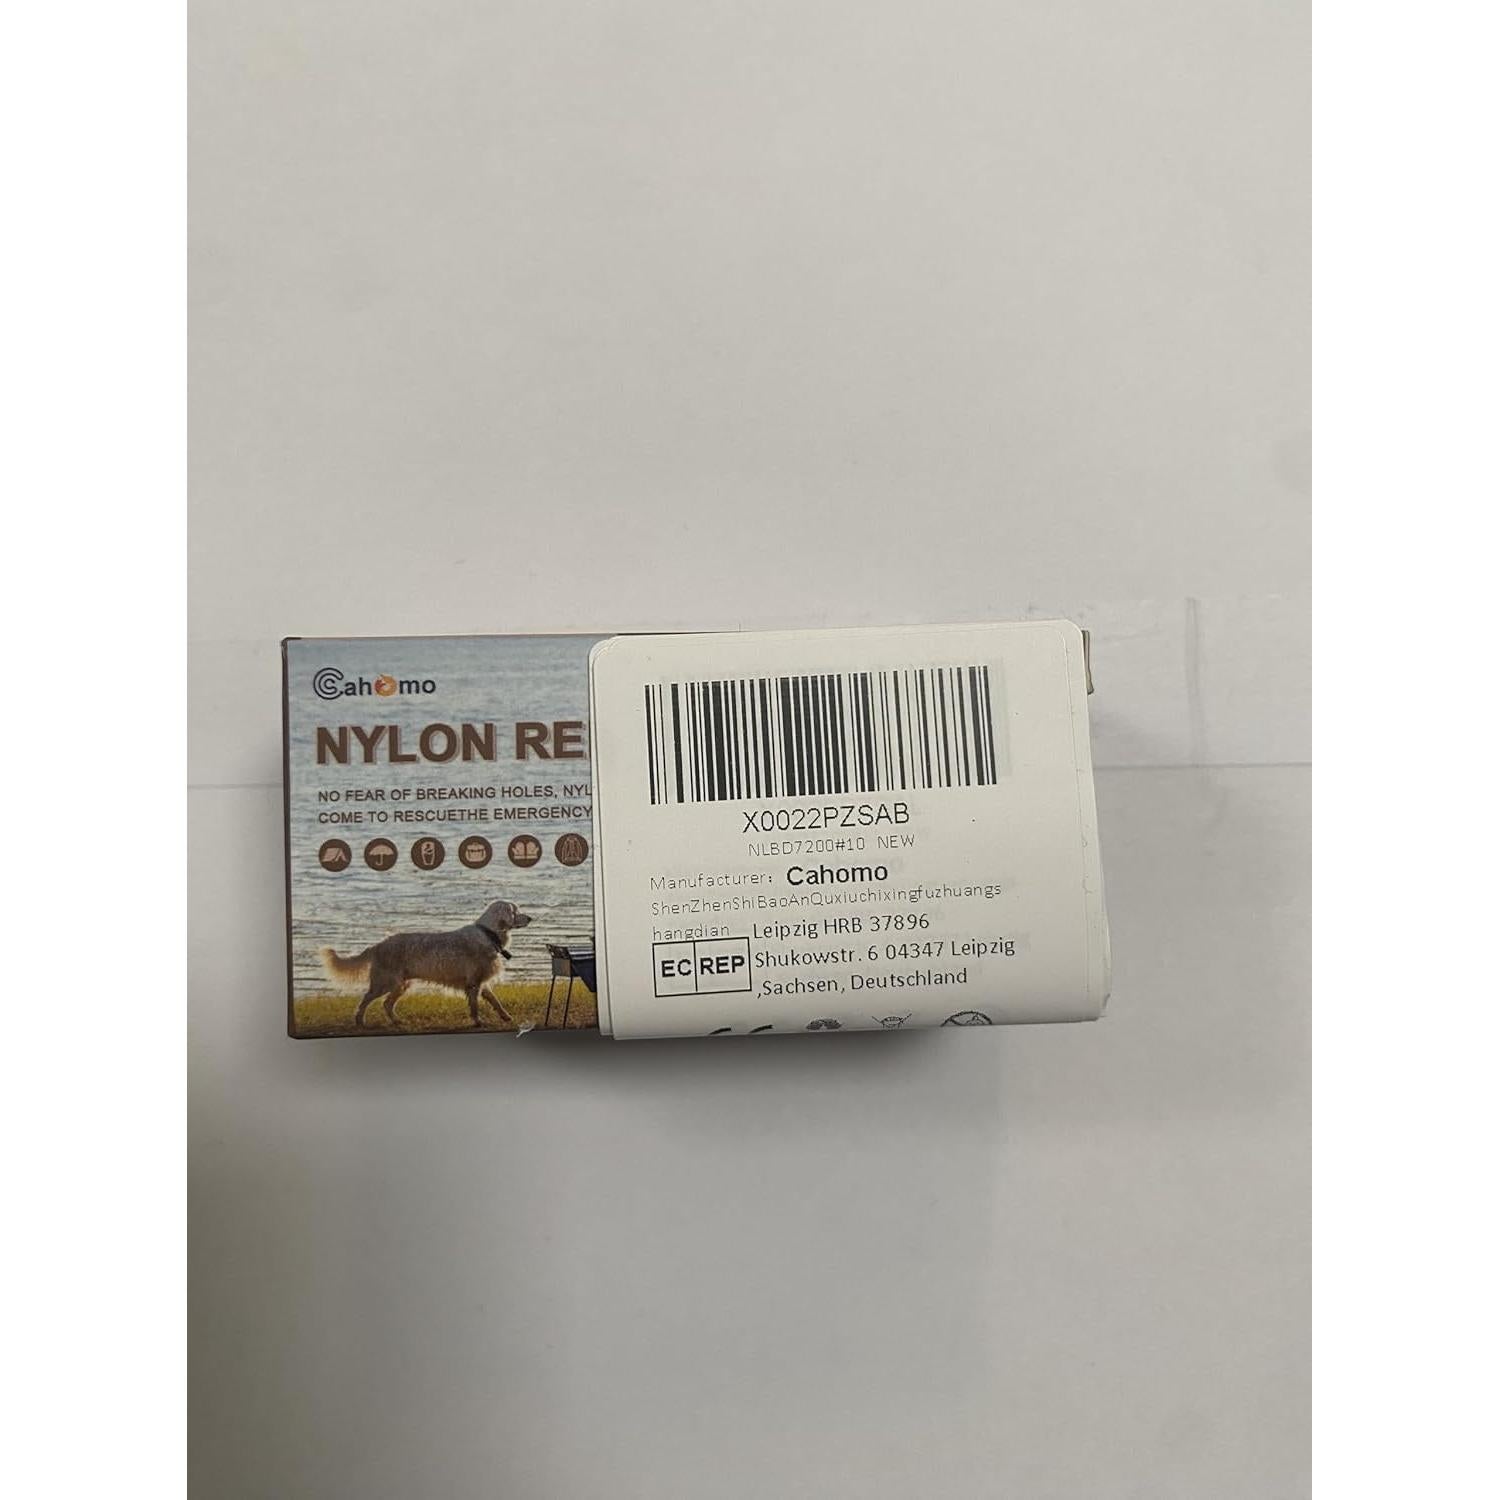 Cahomo
NYLON RE
NO FEAR OF BREAKING HOLES, NYL
COME TO RESCUETHE EMERGENCY
X0022PZSAB
NLBD7200#10 NEW
Manufacturer: Cahomo
ShenZhenShiBaoAnQuxiuchixingfuzhuangs
hangdian Leipzig HRB 37896
EC REP Shukowstr. 6 04347 Leipzig
,Sachsen, Deutschland